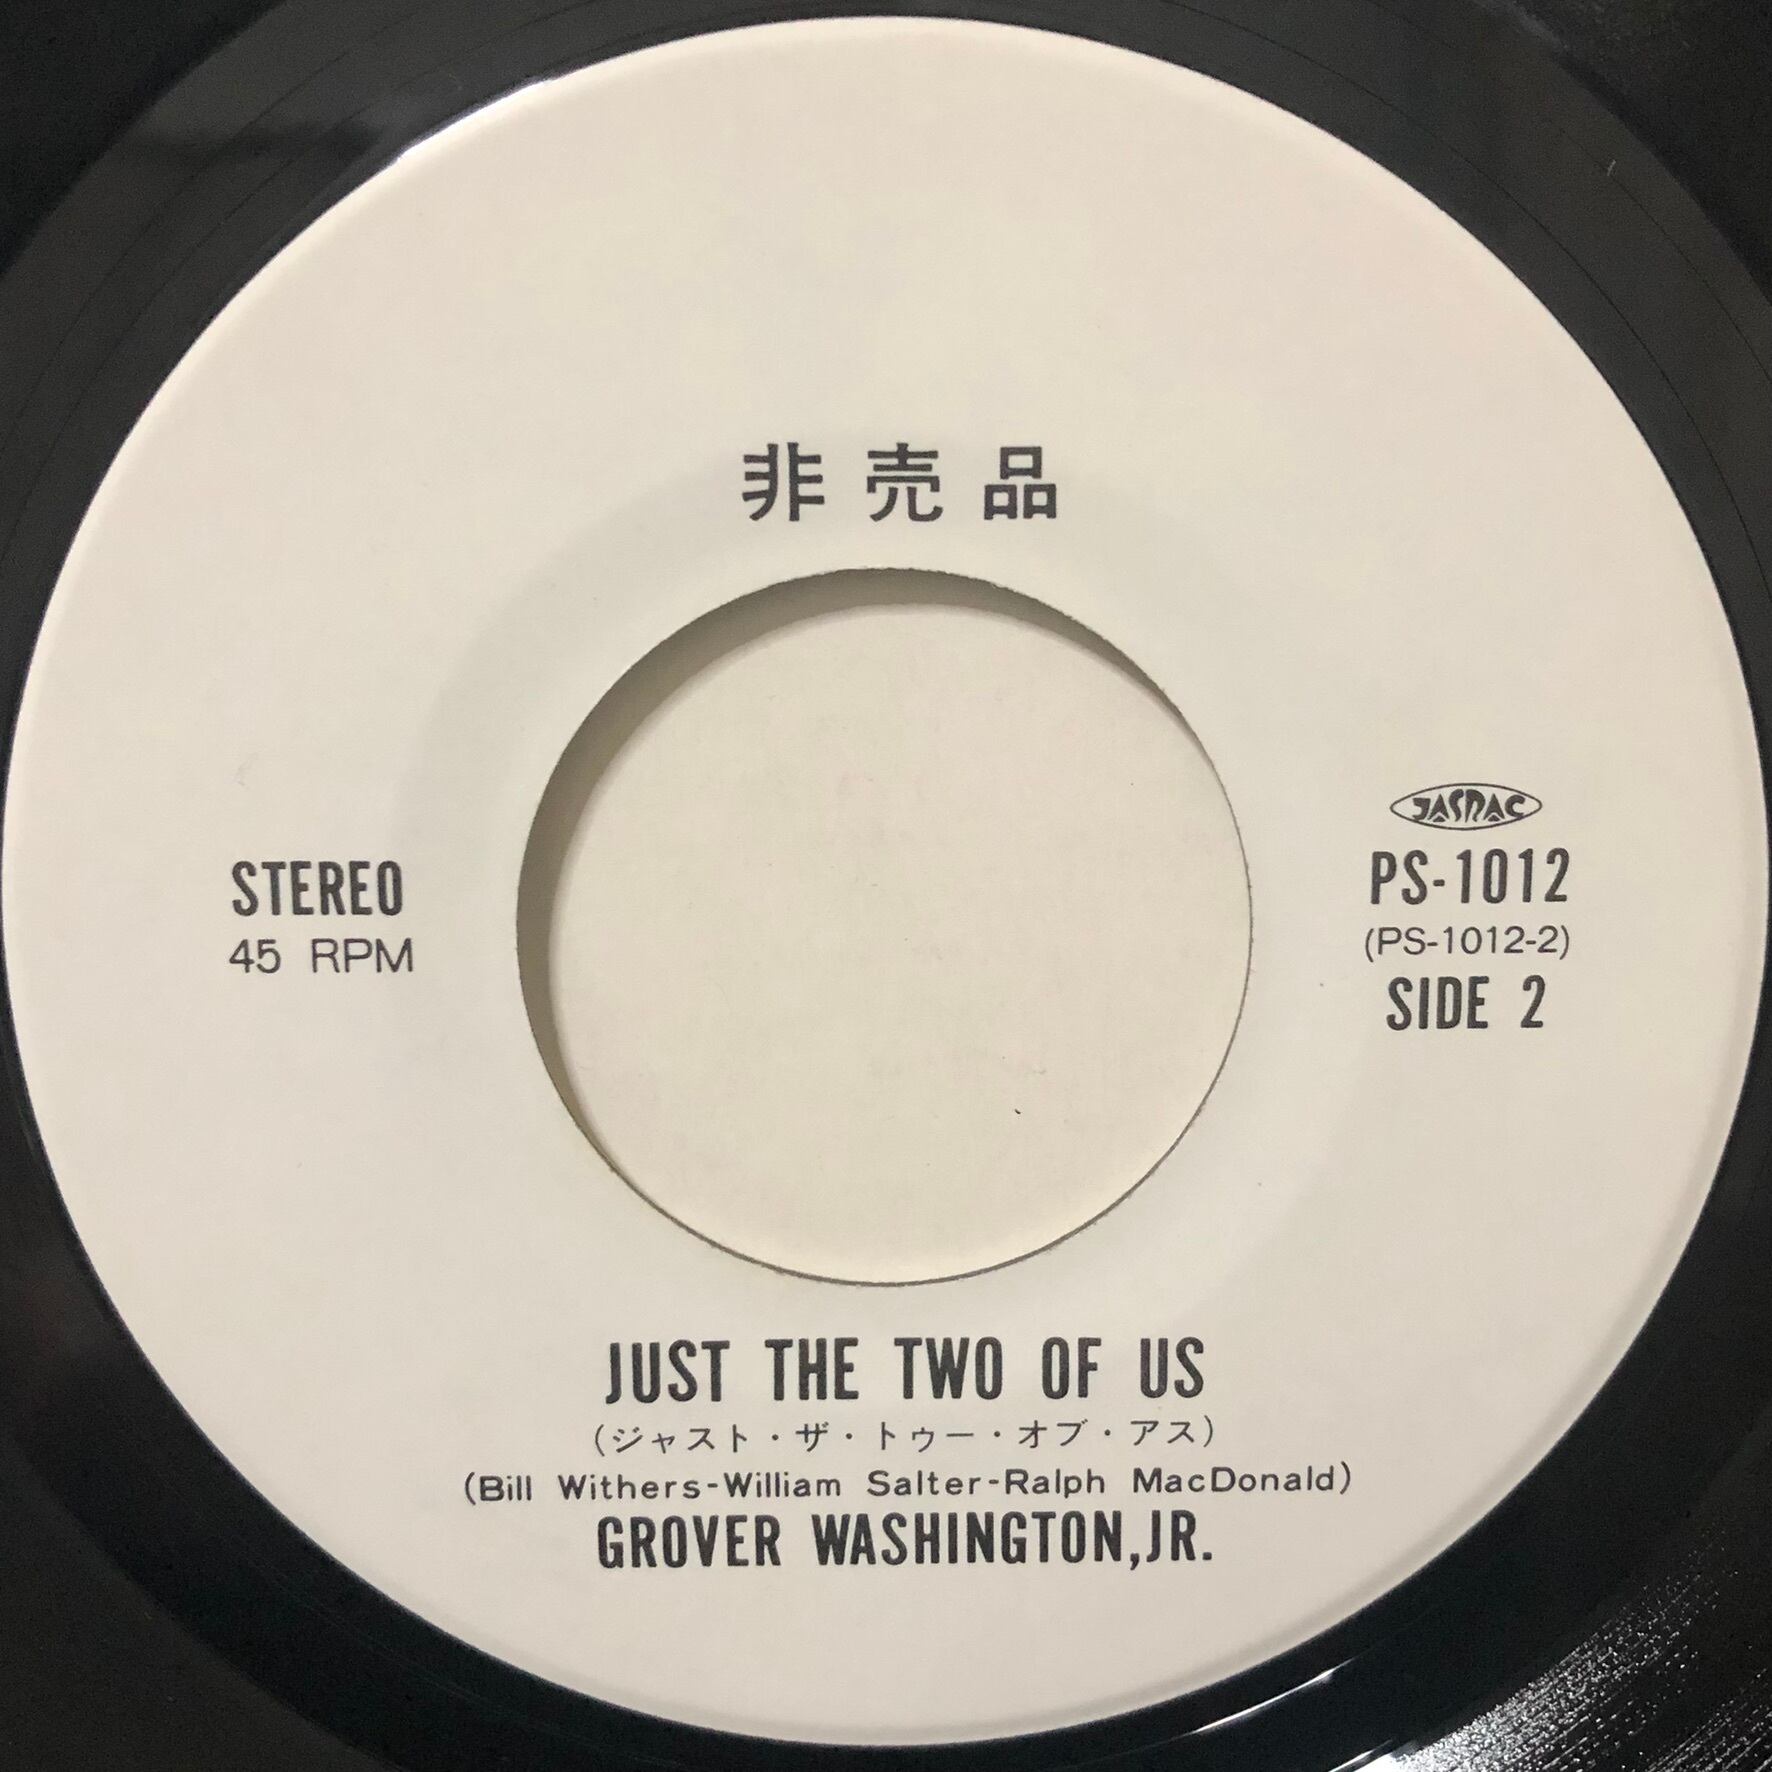 非売品
STEREO
45 RPM
JASRAC
PS-1012
(PS-1012-2)
SIDE 2
JUST THE TWO OF US
(ジャスト・ザ・トゥー・オブ・アス)
(Bill Withers-William Salter-Ralph MacDonald)
GROVER WASHINGTON,JR.